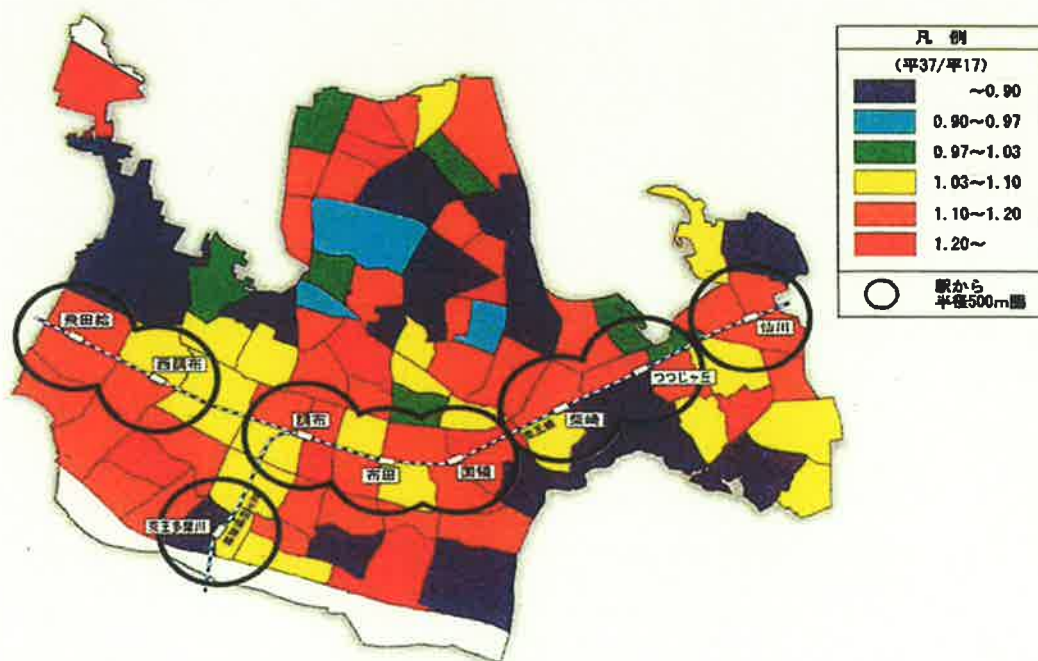 凡 例
(平37/平17)
～0.90
0.90～0.97
0.97～1.03
1.03～1.10
1.10～1.20
1.20～
駅から
半径500m圏
飛田給
西調布
調布
布田
国領
柴崎
つつじヶ丘
仙川
京王多摩川
京王線